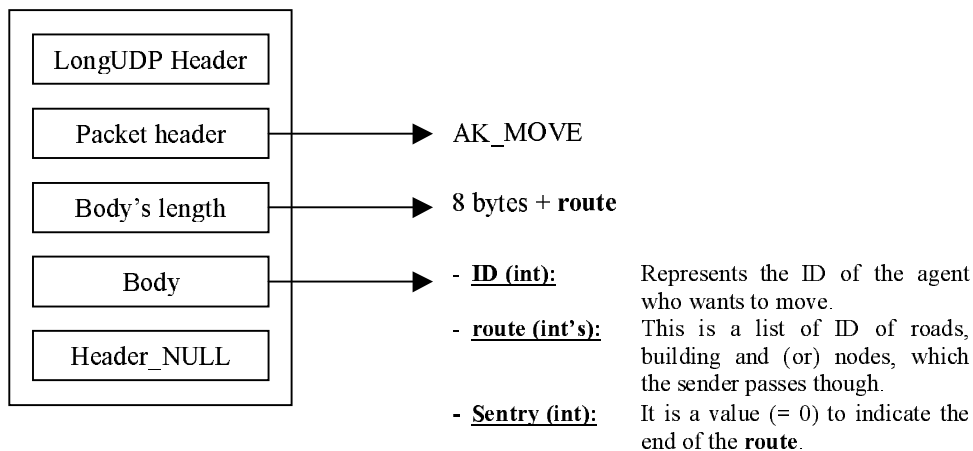 LongUDP Header
Packet header
AK_MOVE
Body's length
8 bytes + route
Body
- ID (int): Represents the ID of the agent
who wants to move.
- route (int's): This is a list of ID of roads,
building and (or) nodes, which
the sender passes though.
Header_NULL
- Sentry (int): It is a value (= 0) to indicate the
end of the route.